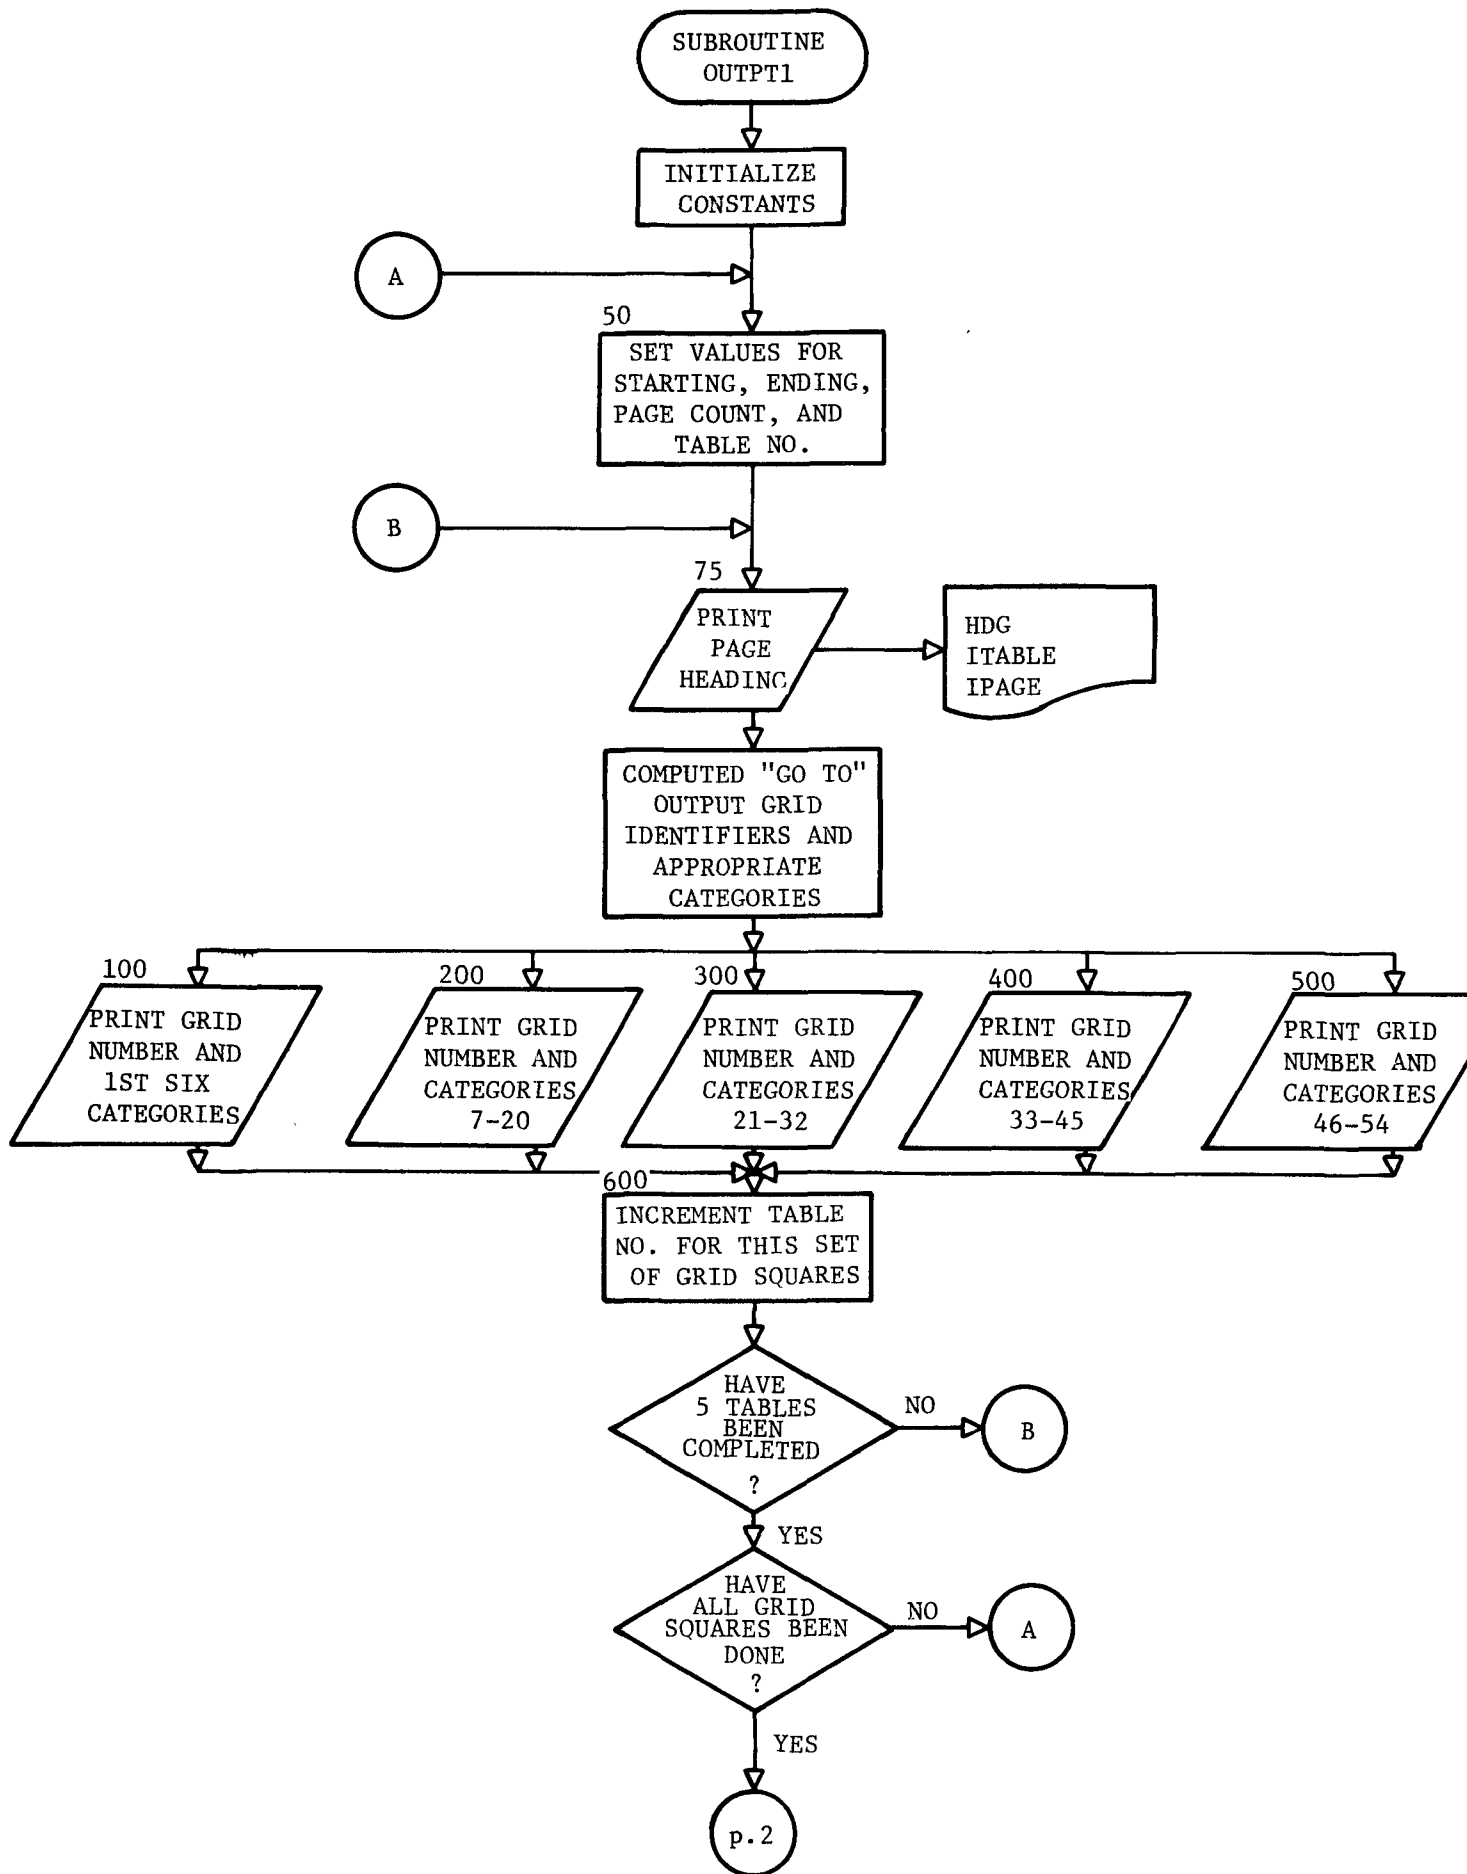 SUBROUTINE
OUTPT1
INITIALIZE
CONSTANTS
A
50
SET VALUES FOR
STARTING, ENDING,
PAGE COUNT, AND
TABLE NO.
B
75
PRINT
PAGE
HEADING
HDG
ITABLE
IPAGE
COMPUTED "GO TO"
OUTPUT GRID
IDENTIFIERS AND
APPROPRIATE
CATEGORIES
100
PRINT GRID
NUMBER AND
1ST SIX
CATEGORIES
200
PRINT GRID
NUMBER AND
CATEGORIES
7-20
300
PRINT GRID
NUMBER AND
CATEGORIES
21-32
400
PRINT GRID
NUMBER AND
CATEGORIES
33-45
500
PRINT GRID
NUMBER AND
CATEGORIES
46-54
600
INCREMENT TABLE
NO. FOR THIS SET
OF GRID SQUARES
HAVE
5 TABLES
BEEN
COMPLETED
?
NO
B
YES
HAVE
ALL GRID
SQUARES BEEN
DONE
?
NO
A
YES
p.2